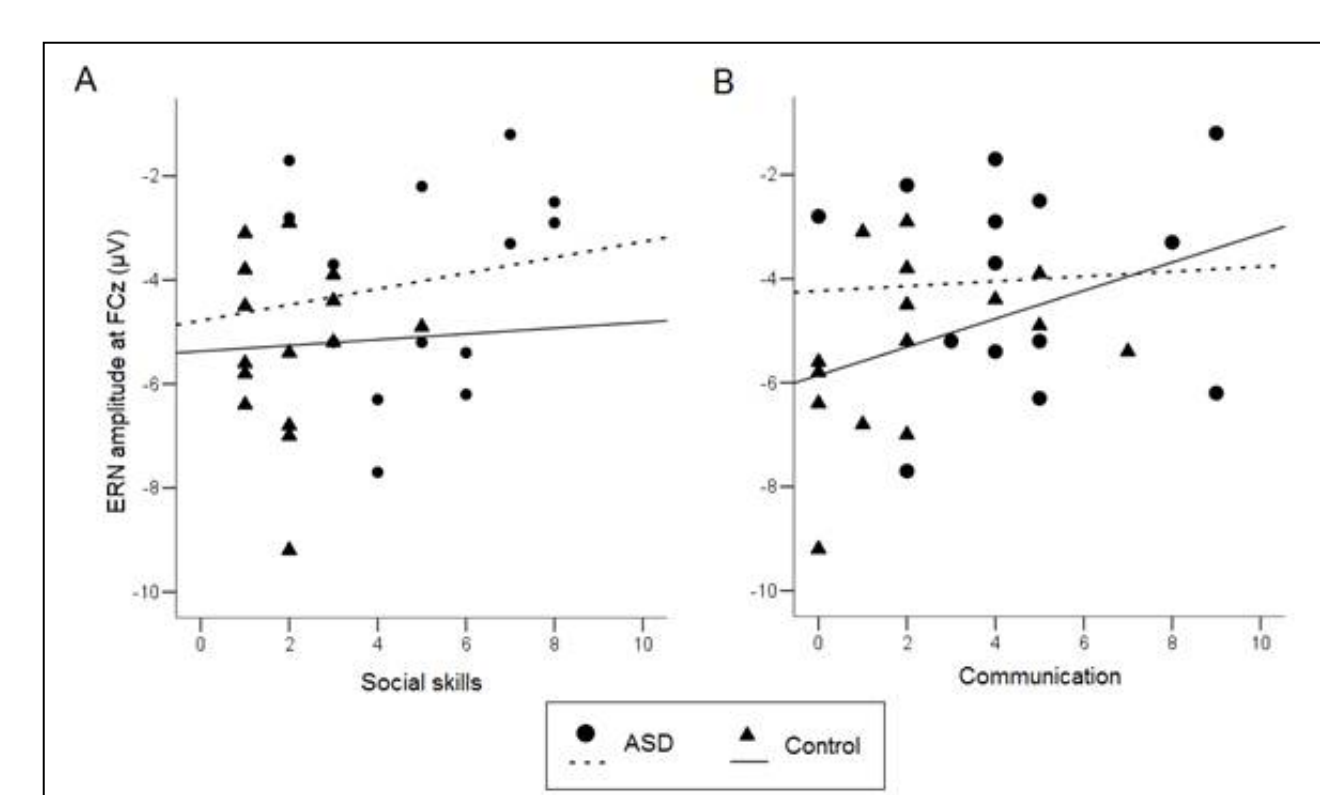 A
B
-2
-4
-6
-8
-10
ERN amplitude at FCz (μV)
0 2 4 6 8 10
Social skills
-2
-4
-6
-8
-10
0 2 4 6 8 10
Communication
ASD
Control